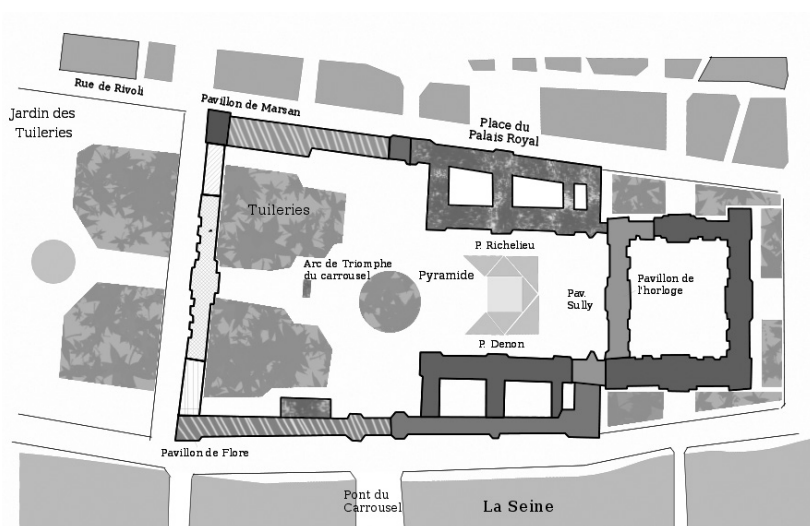 Rue de Rivoli
Pavillon de Marsan
Jardin des
Tuileries
Place du
Palais Royal
Tuileries
P. Richelieu
Arc de Triomphe
du carrousel
Pyramide
Pav.
Sully
Pavillon de
l'horloge
P. Denon
Pavillon de Flore
Pont du
Carrousel
La Seine